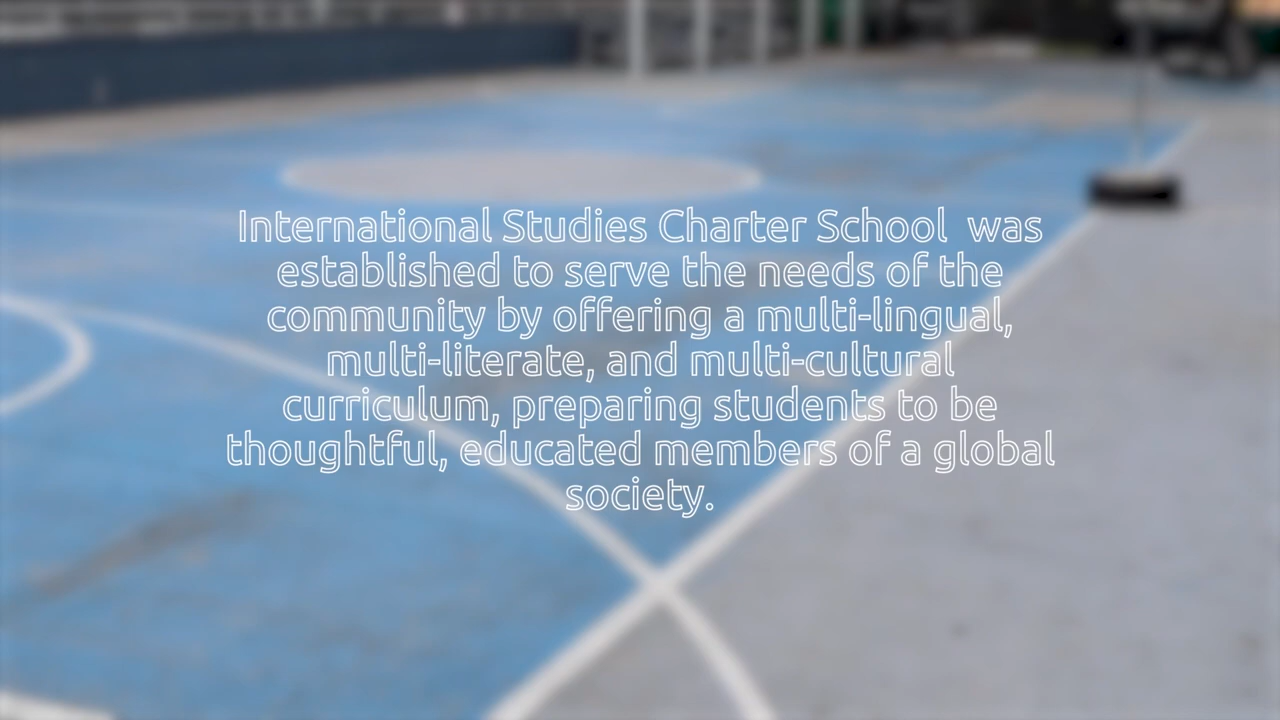 International Studies Charter School  was
established to serve the needs of the
community by offering a multi-lingual,
multi-literate, and multi-cultural
curriculum, preparing students to be
thoughtful, educated members of a global
society.